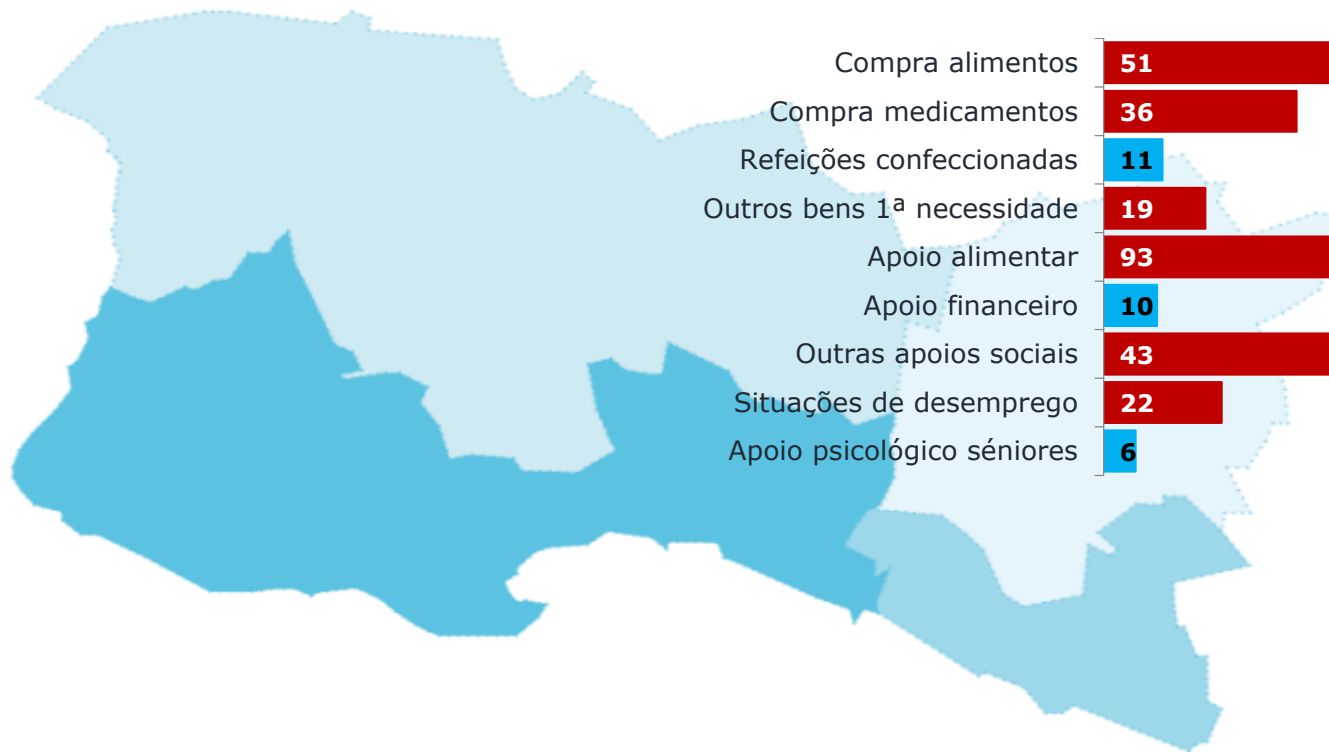 Compra alimentos 51
Compra medicamentos 36
Refeições confeccionadas 11
Outros bens 1ª necessidade 19
Apoio alimentar 93
Apoio financeiro 10
Outras apoios sociais 43
Situações de desemprego 22
Apoio psicológico séniores 6